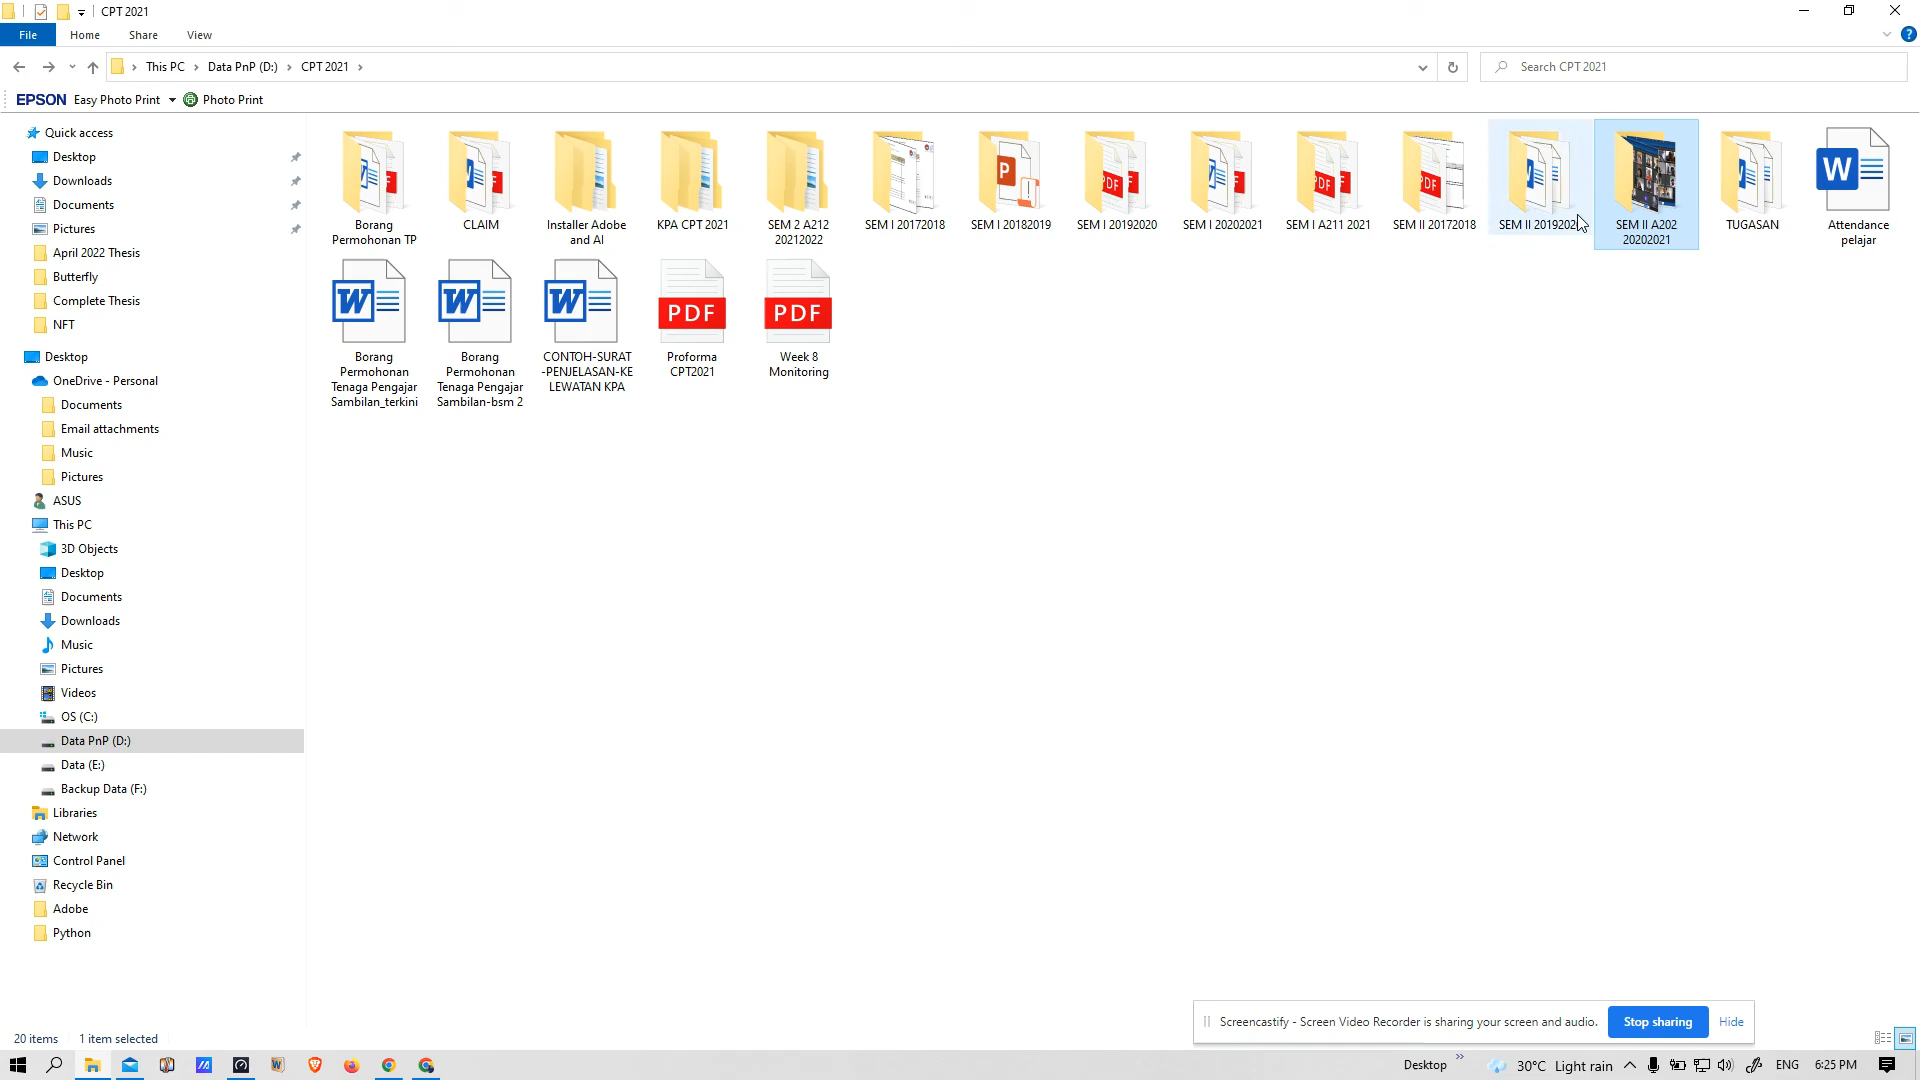 CPT 2021
File Home Share View
This PC Data PnP (D:) CPT 2021
Search CPT 2021
EPSON Easy Photo Print Photo Print
Quick access
Desktop
Downloads
Documents
Pictures
April 2022 Thesis
Butterfly
Complete Thesis
NFT
Desktop
OneDrive - Personal
Documents
Email attachments
Music
Pictures
ASUS
This PC
3D Objects
Desktop
Documents
Downloads
Music
Pictures
Videos
OS (C:)
Data PnP (D:)
Data (E:)
Backup Data (F:)
Libraries
Network
Control Panel
Recycle Bin
Adobe
Python
Borang
Permohonan TP
CLAIM
Installer Adobe
and AI
KPA CPT 2021
SEM 2 A212
20212022
SEM I 20172018
SEM I 20182019
SEM I 20192020
SEM I 20202021
SEM I A211 2021
SEM II 20172018
SEM II 2019202
SEM II A202
20202021
TUGASAN
Attendance
pelajar
Borang
Permohonan
Tenaga Pengajar
Sambilan_terkini
Borang
Permohonan
Tenaga Pengajar
Sambilan-bsm 2
CONTOH-SURAT
-PENJELASAN-KE
LEWATAN KPA
PDF
Proforma
CPT2021
PDF
Week 8
Monitoring
Screencastify - Screen Video Recorder is sharing your screen and audio. Stop sharing Hide
20 items 1 item selected
Desktop 30°C Light rain ENG 6:25 PM